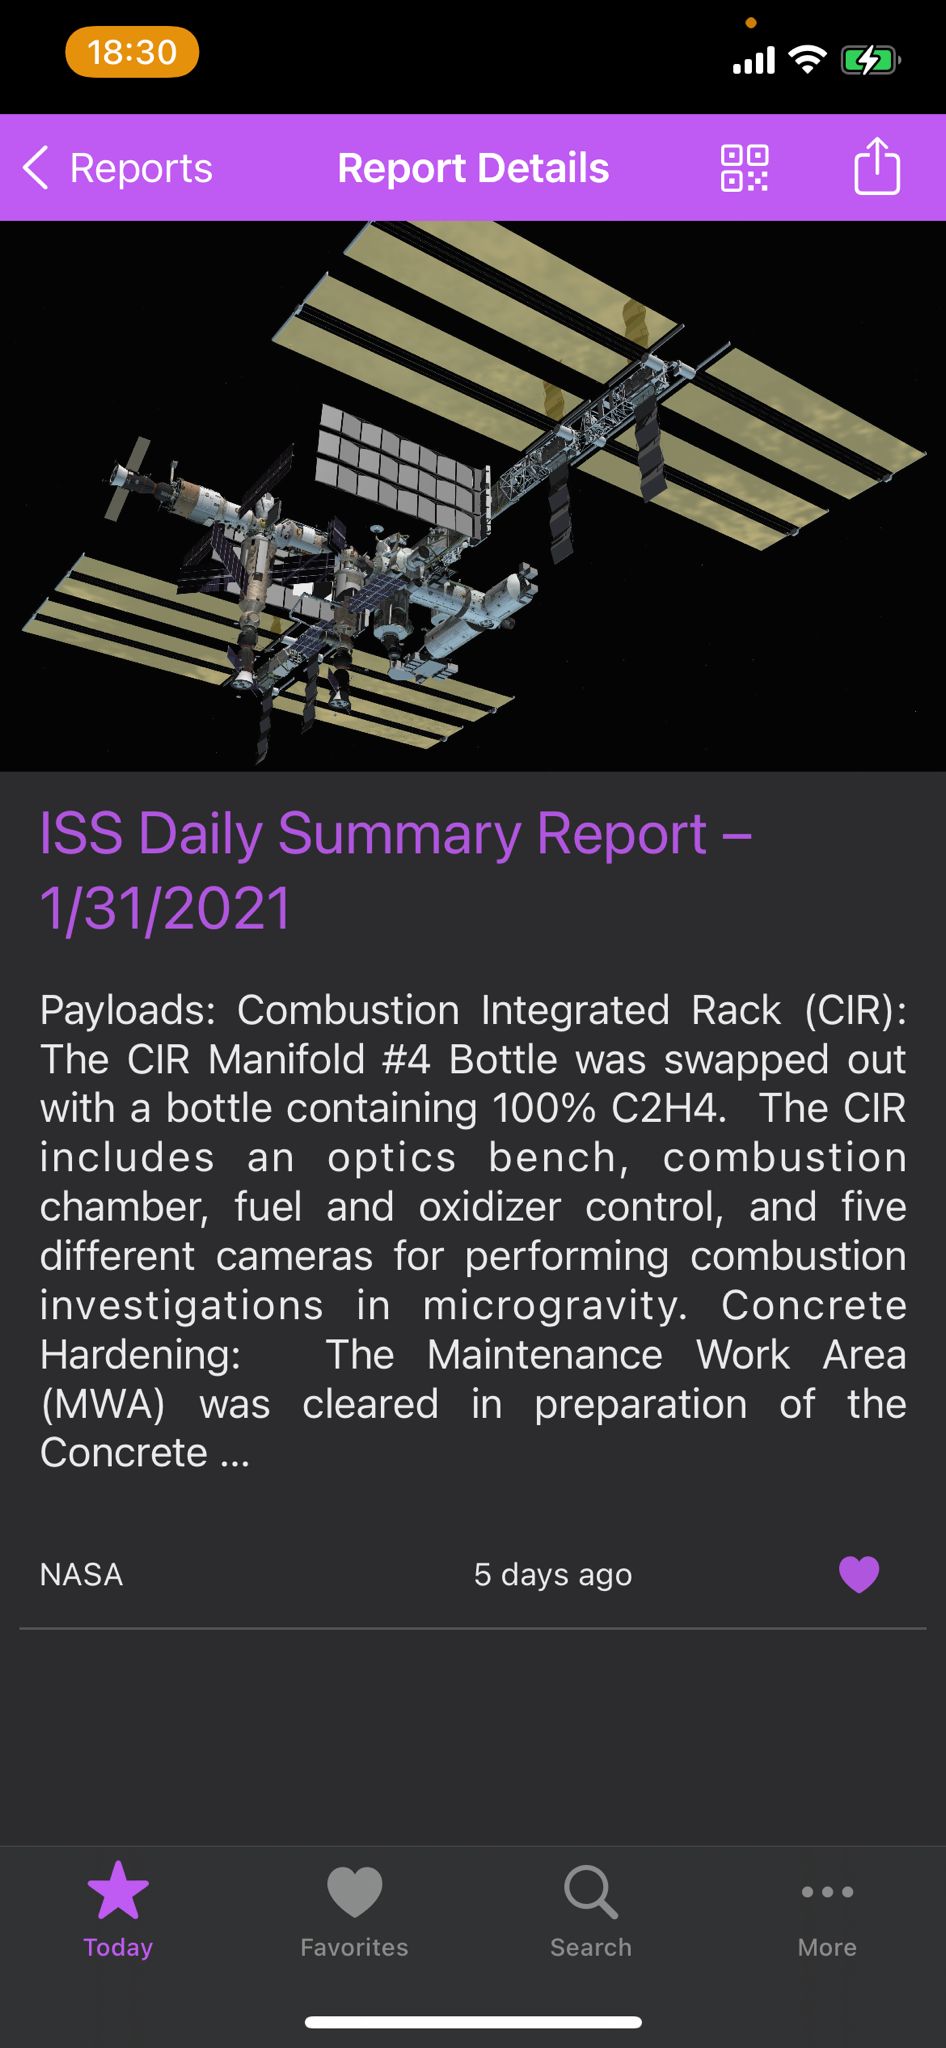 18:30
Reports
Report Details
ISS Daily Summary Report –
1/31/2021
Payloads: Combustion Integrated Rack (CIR):
The CIR Manifold #4 Bottle was swapped out
with a bottle containing 100% C2H4.  The CIR
includes an optics bench, combustion
chamber, fuel and oxidizer control, and five
different cameras for performing combustion
investigations in microgravity. Concrete
Hardening:   The Maintenance Work Area
(MWA) was cleared in preparation of the
Concrete ...
NASA
5 days ago
Today
Favorites
Search
More